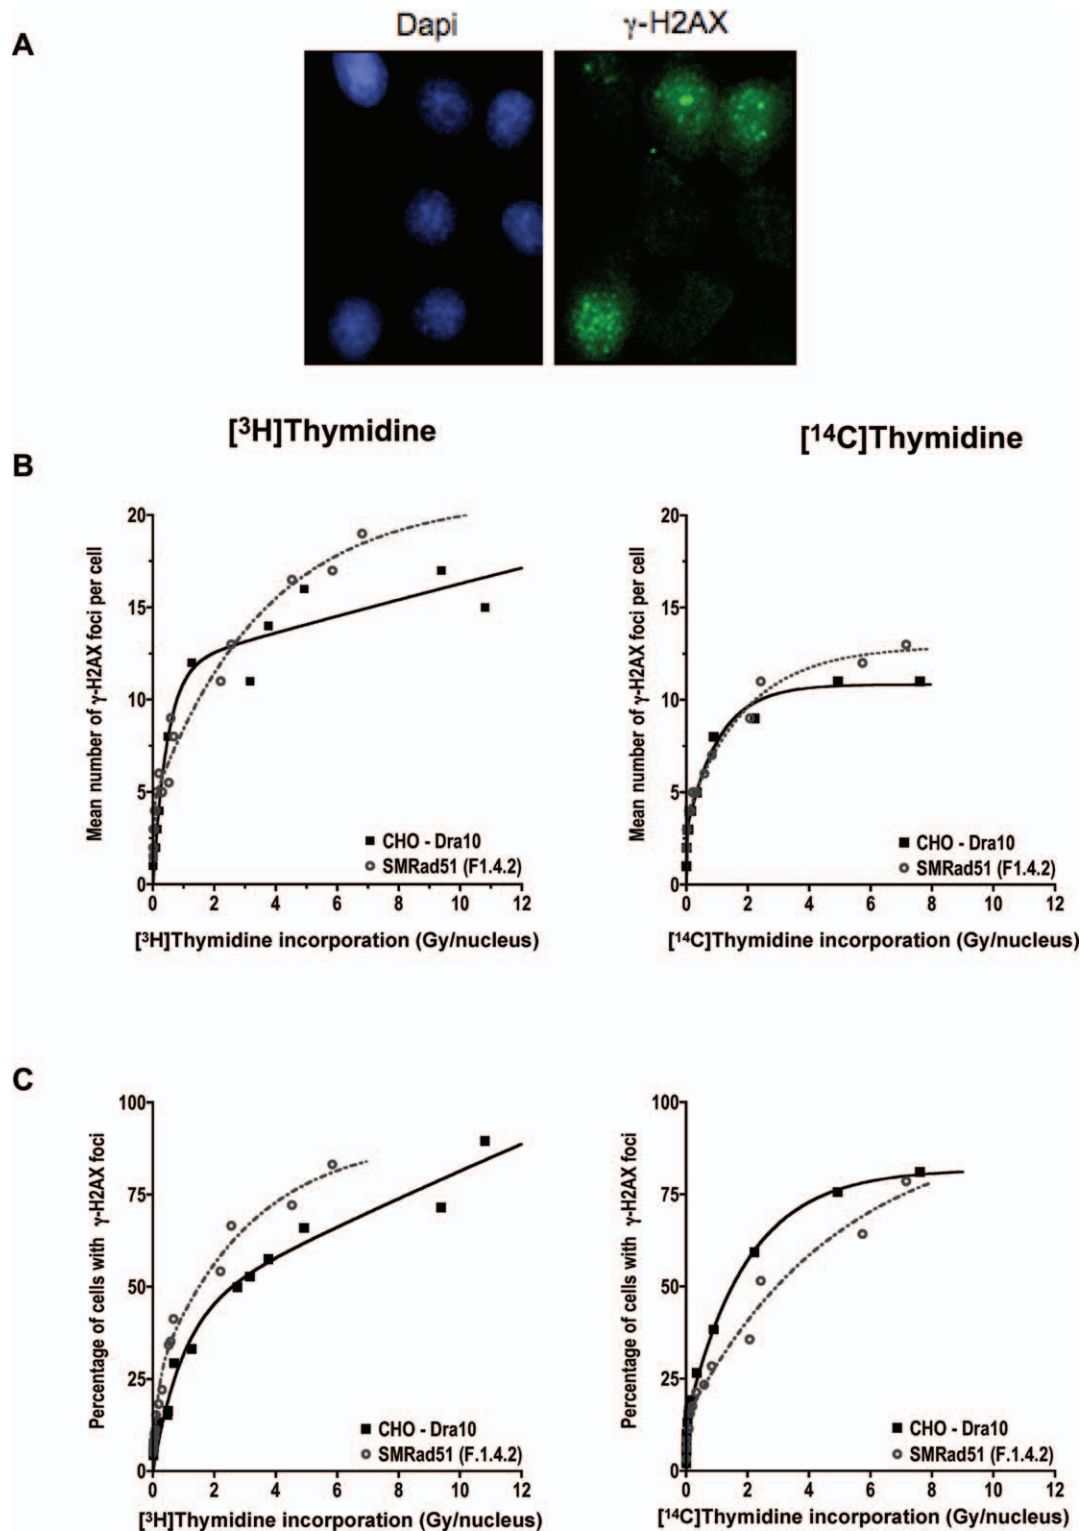 A
Dapi
γ-H2AX
[³H]Thymidine
[¹⁴C]Thymidine
B
Mean number of γ-H2AX foci per cell
20
15
10
5
0
CHO - Dra10
SMRad51 (F1.4.2)
0 2 4 6 8 10 12
[³H]Thymidine incorporation (Gy/nucleus)
Mean number of γ-H2AX foci per cell
20
15
10
5
0
CHO - Dra10
SMRad51 (F1.4.2)
0 2 4 6 8 10 12
[¹⁴C]Thymidine incorporation (Gy/nucleus)
C
Percentage of cells with γ-H2AX foci
100
75
50
25
0
CHO - Dra10
SMRad51 (F.1.4.2)
0 2 4 6 8 10 12
[³H]Thymidine incorporation (Gy/nucleus)
Percentage of cells with γ-H2AX foci
100
75
50
25
0
CHO - Dra10
SMRad51 (F.1.4.2)
0 2 4 6 8 10 12
[¹⁴C]Thymidine incorporation (Gy/nucleus)